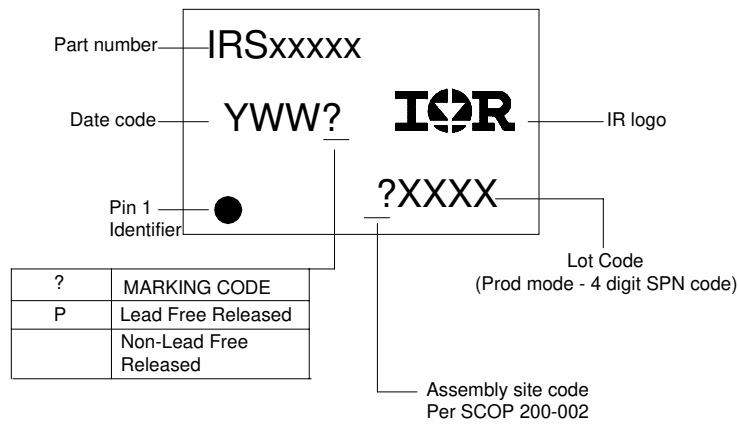 Part number
IRSxxxxx
Date code
YWW?
IOR
IR logo
?XXXX
Pin 1
Identifier
Lot Code
(Prod mode - 4 digit SPN code)
? MARKING CODE
P Lead Free Released
Non-Lead Free
Released
Assembly site code
Per SCOP 200-002